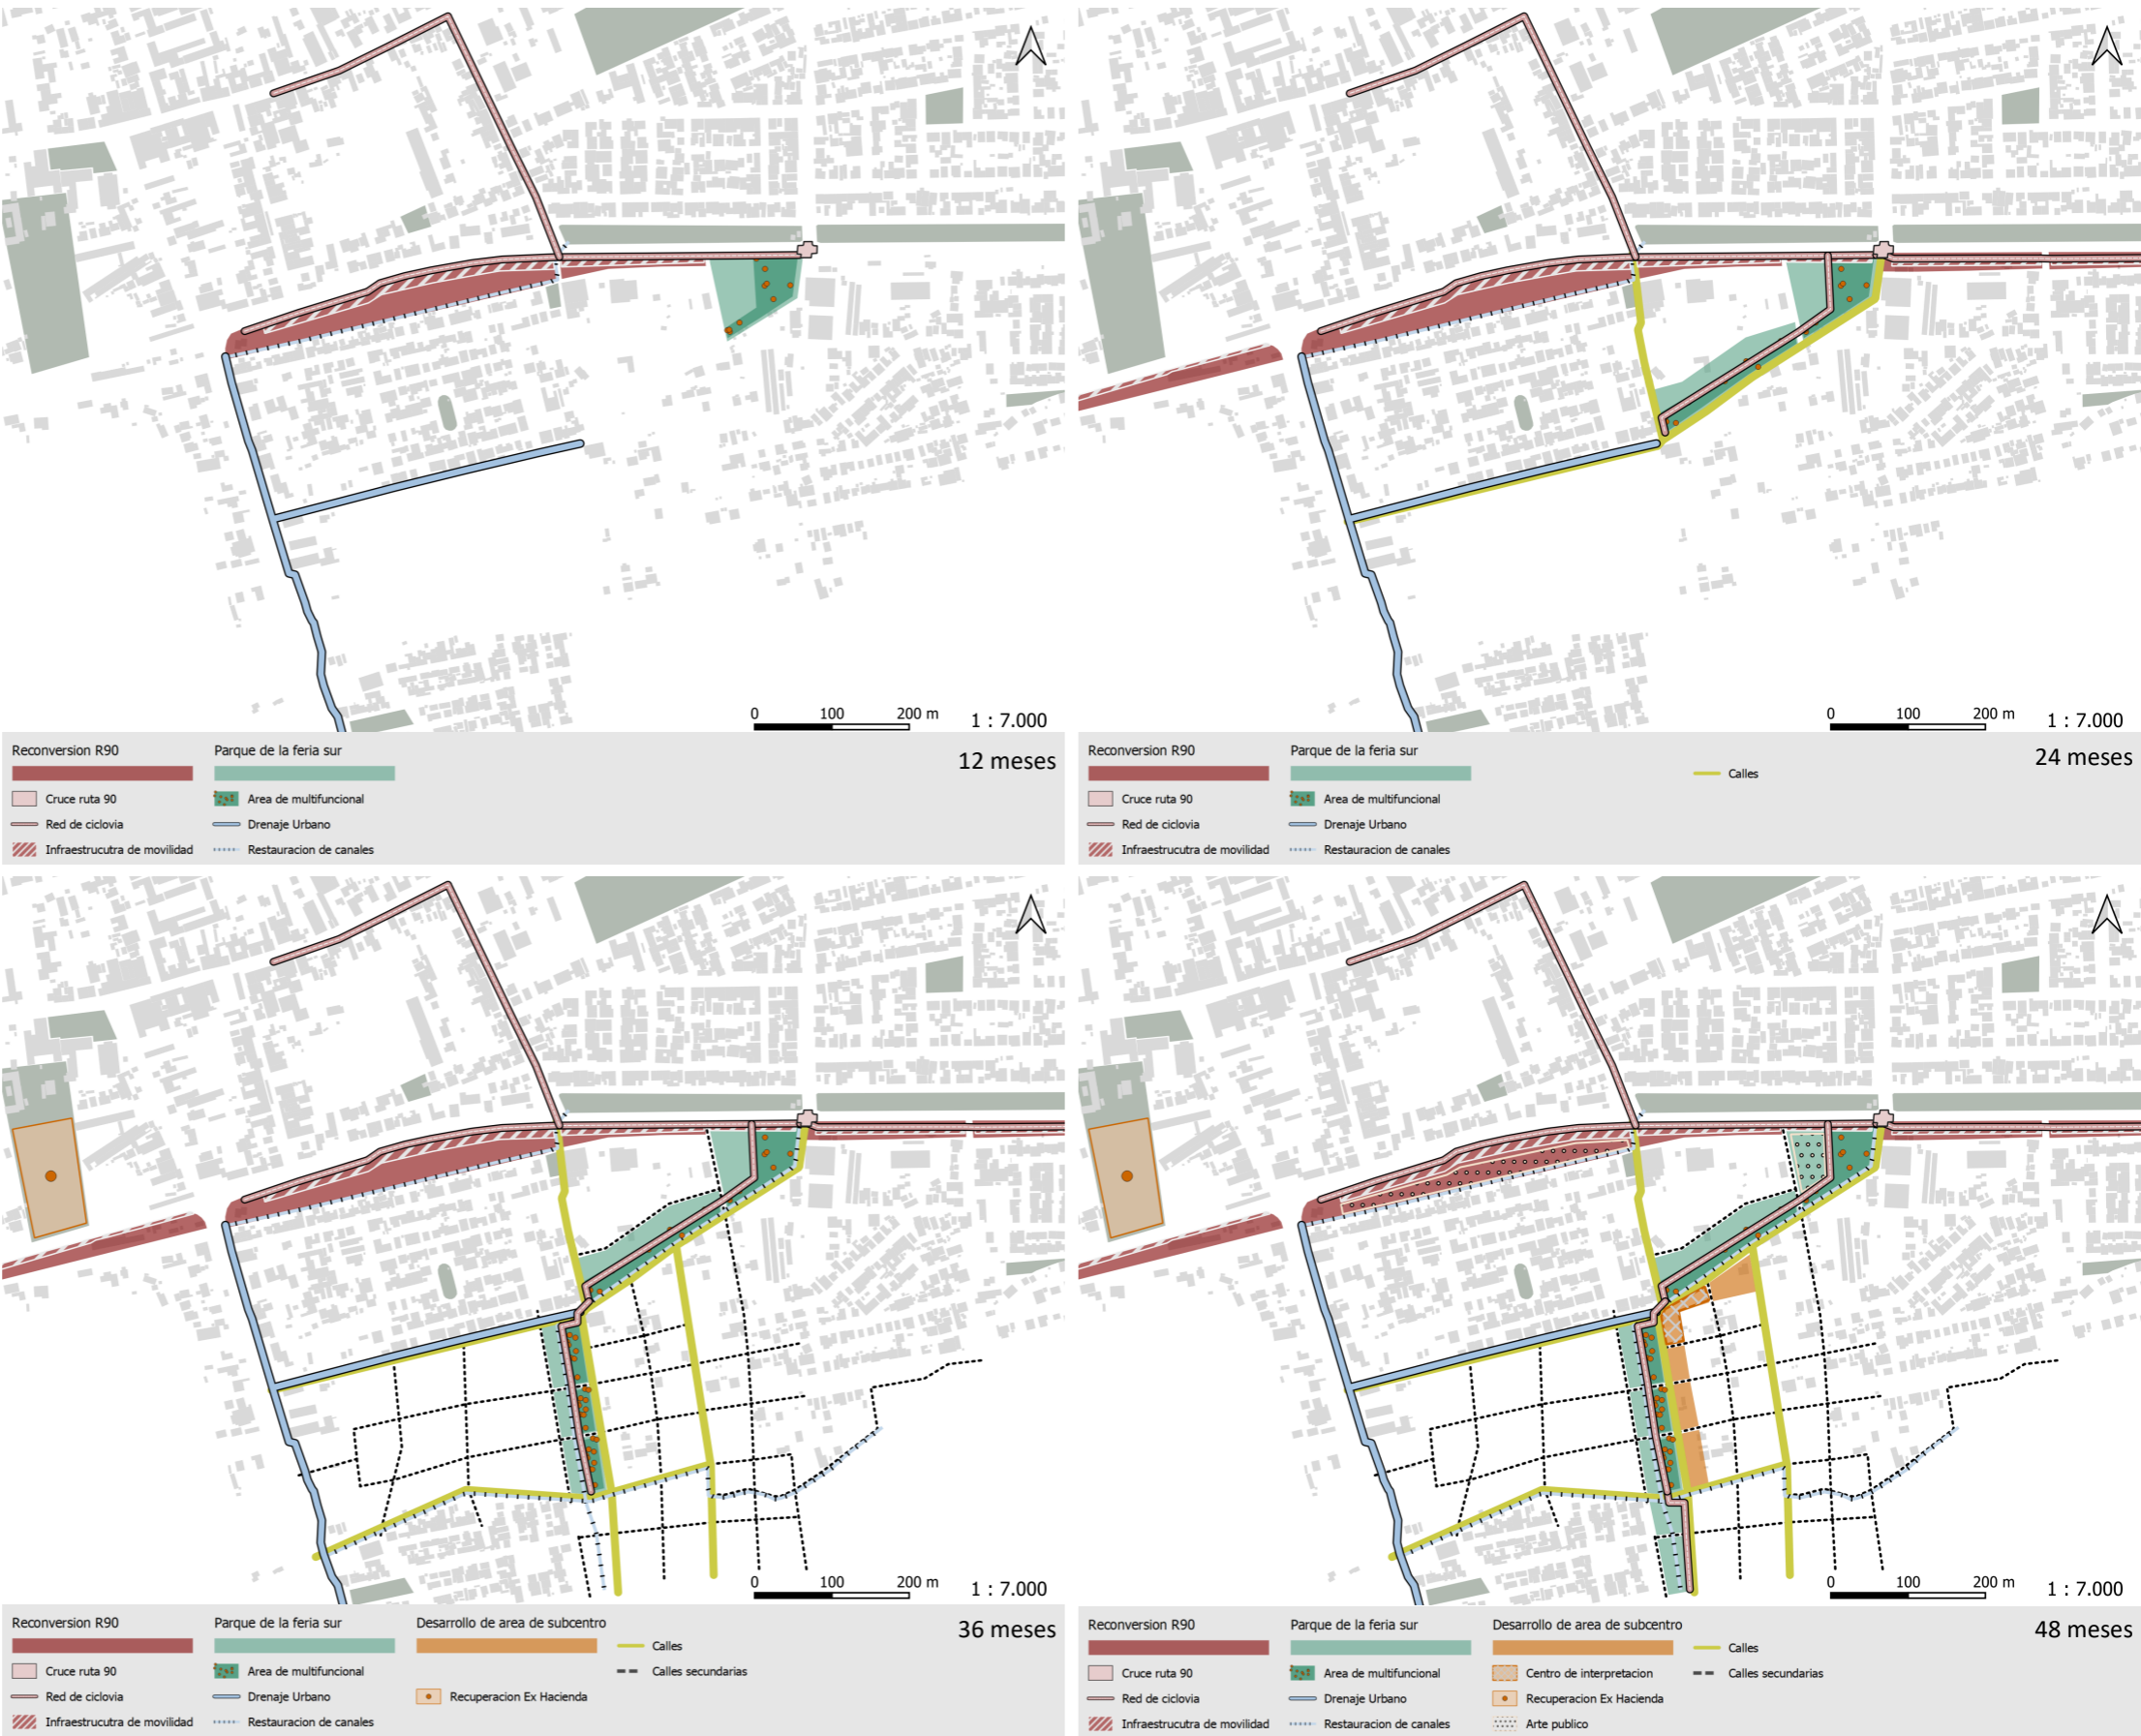 0 100 200 m 1 : 7.000
Reconversion R90 Parque de la feria sur
12 meses
Cruce ruta 90 Area de multifuncional
Red de ciclovia Drenaje Urbano
Infraestrucutra de movilidad Restauracion de canales
0 100 200 m 1 : 7.000
Reconversion R90 Parque de la feria sur
24 meses
Calles
Cruce ruta 90 Area de multifuncional
Red de ciclovia Drenaje Urbano
Infraestrucutra de movilidad Restauracion de canales
0 100 200 m 1 : 7.000
Reconversion R90 Parque de la feria sur Desarrollo de area de subcentro
36 meses
Calles
Cruce ruta 90 Area de multifuncional Calles secundarias
Red de ciclovia Drenaje Urbano Recuperacion Ex Hacienda
Infraestrucutra de movilidad Restauracion de canales
0 100 200 m 1 : 7.000
Reconversion R90 Parque de la feria sur Desarrollo de area de subcentro
48 meses
Calles
Cruce ruta 90 Area de multifuncional Centro de interpretacion Calles secundarias
Red de ciclovia Drenaje Urbano Recuperacion Ex Hacienda
Infraestrucutra de movilidad Restauracion de canales Arte publico